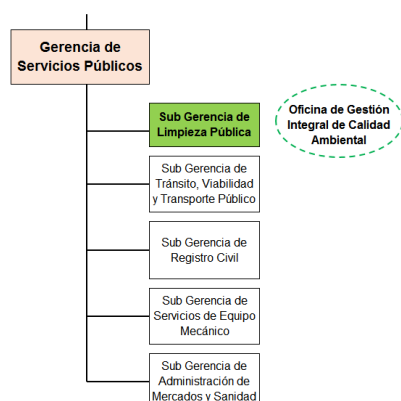 Gerencia de
Servicios Públicos
Sub Gerencia de
Limpieza Pública
Oficina de Gestión
Integral de Calidad
Ambiental
Sub Gerencia de
Tránsito, Viabilidad
y Transporte Público
Sub Gerencia de
Registro Civil
Sub Gerencia de
Servicios de Equipo
Mecánico
Sub Gerencia de
Administración de
Mercados y Sanidad